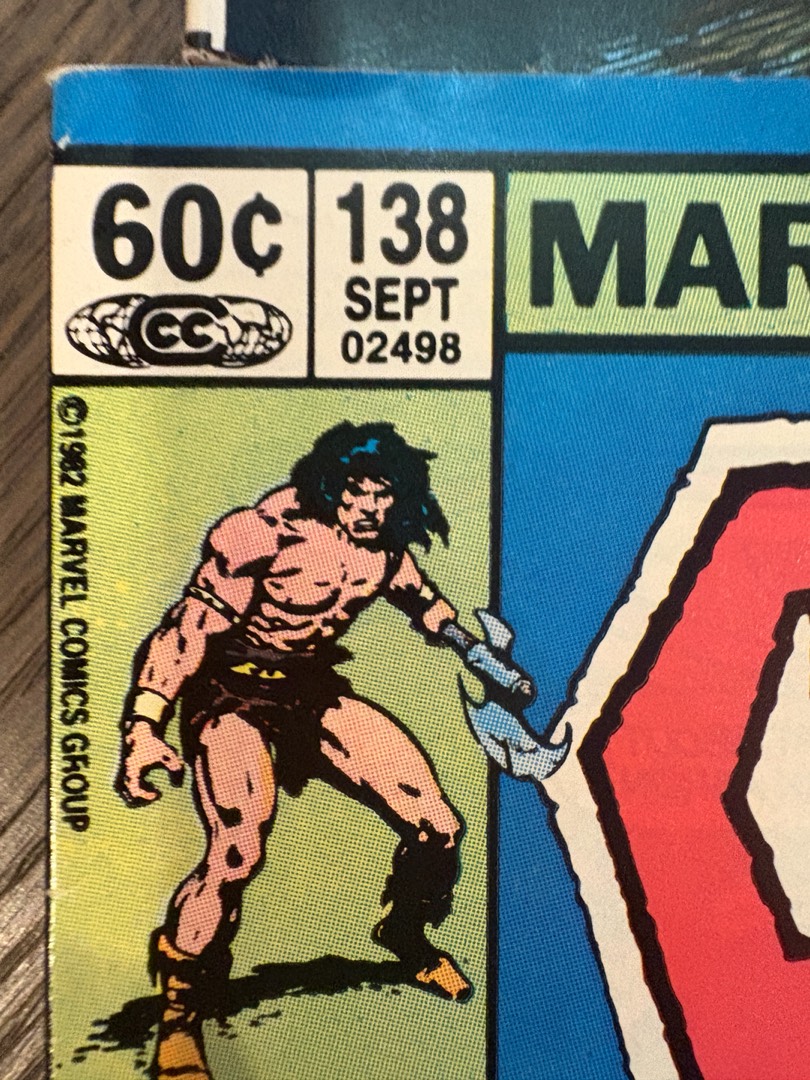 60¢
CC
138
SEPT
02498
MAR
©1982 MARVEL COMICS GROUP
C